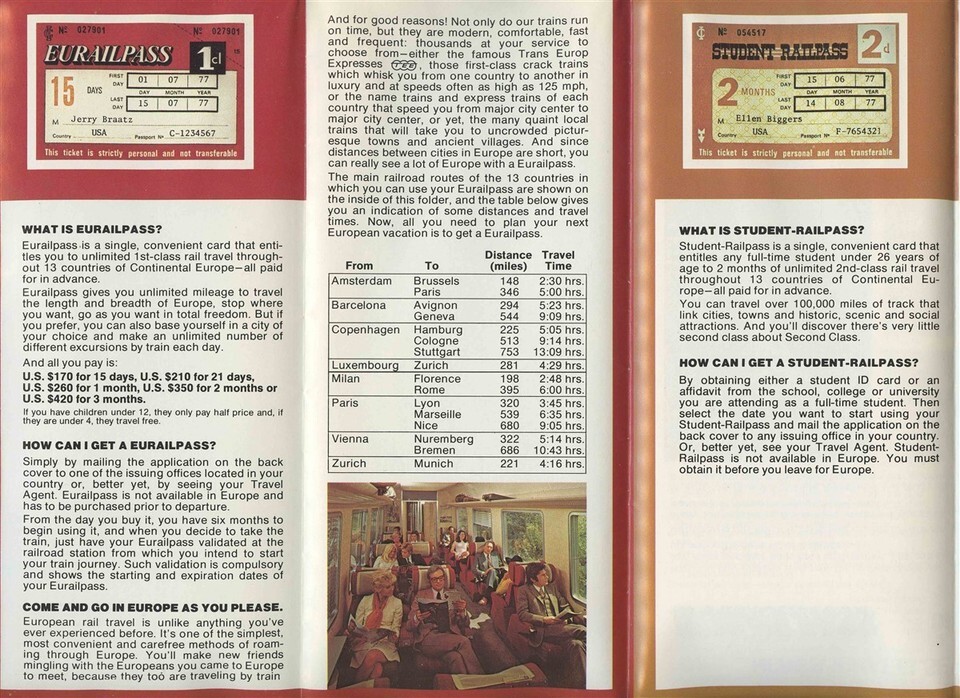 Nº 027901
Nº 027901
EURAILPASS
1cl
15
DAYS
FIRST DAY
01 07 77
DAY MONTH YEAR
LAST DAY
15 07 77
M Jerry Braatz
Country USA Passport Nº C-1234567
This ticket is strictly personal and not transferable
WHAT IS EURAILPASS?
Eurailpass is a single, convenient card that enti-
tles you to unlimited 1st-class rail travel through-
out 13 countries of Continental Europe—all paid
for in advance.
Eurailpass gives you unlimited mileage to travel
the length and breadth of Europe, stop where
you want, go as you want in total freedom. But if
you prefer, you can also base yourself in a city of
your choice and make an unlimited number of
different excursions by train each day.
And all you pay is:
U.S. $170 for 15 days, U.S. $210 for 21 days,
U.S. $260 for 1 month, U.S. $350 for 2 months or
U.S. $420 for 3 months.
If you have children under 12, they only pay half price and, if
they are under 4, they travel free.
HOW CAN I GET A EURAILPASS?
Simply by mailing the application on the back
cover to one of the issuing offices located in your
country or, better yet, by seeing your Travel
Agent. Eurailpass is not available in Europe and
has to be purchased prior to departure.
From the day you buy it, you have six months to
begin using it, and when you decide to take the
train, just have your Eurailpass validated at the
railroad station from which you intend to start
your train journey. Such validation is compulsory
and shows the starting and expiration dates of
your Eurailpass.
COME AND GO IN EUROPE AS YOU PLEASE.
European rail travel is unlike anything you've
ever experienced before. It's one of the simplest,
most convenient and carefree methods of roam-
ing through Europe. You'll make new friends
mingling with the Europeans you came to Europe
to meet, because they too are traveling by train
And for good reasons! Not only do our trains run
on time, but they are modern, comfortable, fast
and frequent: thousands at your service to
choose from—either the famous Trans Europ
Expresses TEE, those first-class crack trains
which whisk you from one country to another in
luxury and at speeds often as high as 125 mph,
or the name trains and express trains of each
country that speed you from major city center to
major city center, or yet, the many quaint local
trains that will take you to uncrowded pictur-
esque towns and ancient villages. And since
distances between cities in Europe are short, you
can really see a lot of Europe with a Eurailpass.
The main railroad routes of the 13 countries in
which you can use your Eurailpass are shown on
the inside of this folder, and the table below gives
you an indication of some distances and travel
times. Now, all you need to plan your next
European vacation is to get a Eurailpass.
Distance Travel
From To (miles) Time
Amsterdam Brussels 148 2:30 hrs.
Paris 346 5:00 hrs.
Barcelona Avignon 294 5:23 hrs.
Geneva 544 9:09 hrs.
Copenhagen Hamburg 225 5:05 hrs.
Cologne 513 9:14 hrs.
Stuttgart 753 13:09 hrs.
Luxembourg Zurich 281 4:29 hrs.
Milan Florence 198 2:48 hrs.
Rome 395 6:00 hrs.
Paris Lyon 320 3:45 hrs.
Marseille 539 6:35 hrs.
Nice 680 9:05 hrs.
Vienna Nuremberg 322 5:14 hrs.
Bremen 686 10:43 hrs.
Zurich Munich 221 4:16 hrs.
Nº 054517
STUDENT-RAILPASS
2d
2
MONTHS
FIRST DAY
15 06 77
DAY MONTH YEAR
LAST DAY
14 08 77
M Ellen Biggers
Country USA Passport Nº F-7654321
This ticket is strictly personal and not transferable
WHAT IS STUDENT-RAILPASS?
Student-Railpass is a single, convenient card that
entitles any full-time student under 26 years of
age to 2 months of unlimited 2nd-class rail travel
throughout 13 countries of Continental Eu-
rope—all paid for in advance.
You can travel over 100,000 miles of track that
link cities, towns and historic, scenic and social
attractions. And you'll discover there's very little
second class about Second Class.
HOW CAN I GET A STUDENT-RAILPASS?
By obtaining either a student ID card or an
affidavit from the school, college or university
you are attending as a full-time student. Then
select the date you want to start using your
Student-Railpass and mail the application on the
back cover to any issuing office in your country.
Or, better yet, see your Travel Agent. Student-
Railpass is not available in Europe. You must
obtain it before you leave for Europe.